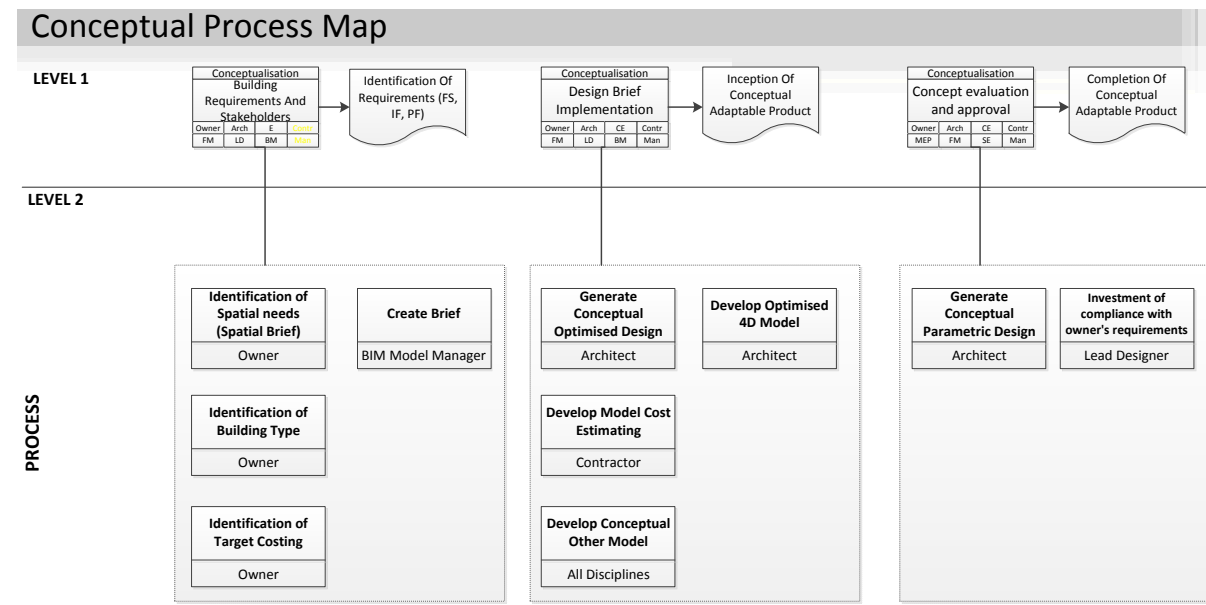 Conceptual Process Map
LEVEL 1
Conceptualisation
Building
Requirements And
Stakeholders
Owner Arch E Contr
FM LD BM Man
Identification Of
Requirements (FS,
IF, PF)
Conceptualisation
Design Brief
Implementation
Owner Arch CE Contr
FM LD BM Man
Inception Of
Conceptual
Adaptable Product
Conceptualisation
Concept evaluation
and approval
Owner Arch CE Contr
MEP FM SE Man
Completion Of
Conceptual
Adaptable Product
LEVEL 2
PROCESS
Identification of
Spatial needs
(Spatial Brief)
Owner
Create Brief
BIM Model Manager
Identification of
Building Type
Owner
Identification of
Target Costing
Owner
Generate
Conceptual
Optimised Design
Architect
Develop Optimised
4D Model
Architect
Develop Model Cost
Estimating
Contractor
Develop Conceptual
Other Model
All Disciplines
Generate
Conceptual
Parametric Design
Architect
Investment of
compliance with
owner's requirements
Lead Designer